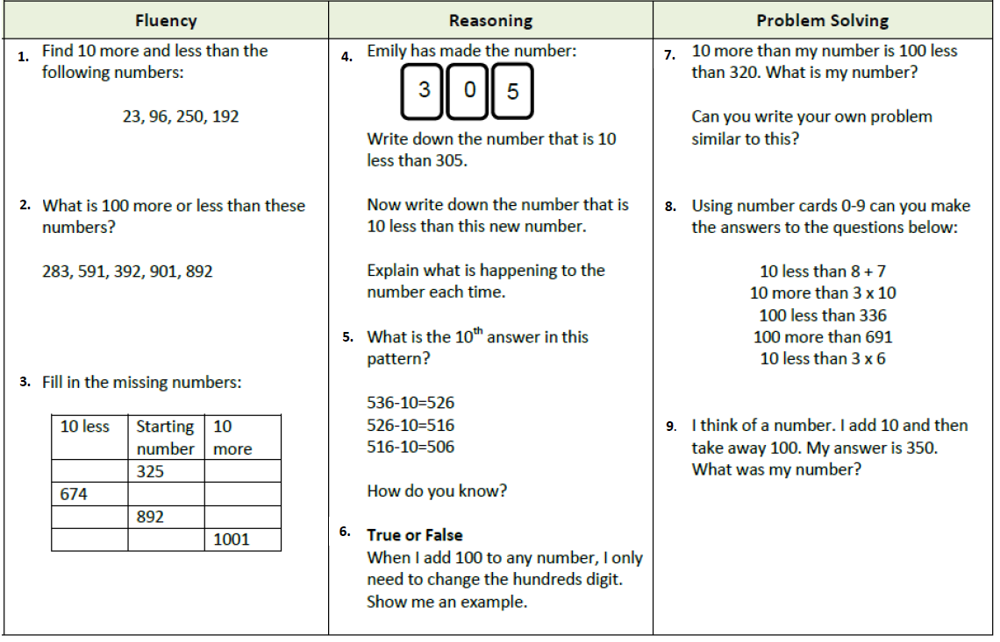 Fluency
1. Find 10 more and less than the
following numbers:
23, 96, 250, 192
2. What is 100 more or less than these
numbers?
283, 591, 392, 901, 892
3. Fill in the missing numbers:
10 less Starting 10
number more
325
674
892
1001
Reasoning
4. Emily has made the number:
3 0 5
Write down the number that is 10
less than 305.
Now write down the number that is
10 less than this new number.
Explain what is happening to the
number each time.
5. What is the 10th answer in this
pattern?
536-10=526
526-10=516
516-10=506
How do you know?
6. True or False
When I add 100 to any number, I only
need to change the hundreds digit.
Show me an example.
Problem Solving
7. 10 more than my number is 100 less
than 320. What is my number?
Can you write your own problem
similar to this?
8. Using number cards 0-9 can you make
the answers to the questions below:
10 less than 8 + 7
10 more than 3 x 10
100 less than 336
100 more than 691
10 less than 3 x 6
9. I think of a number. I add 10 and then
take away 100. My answer is 350.
What was my number?